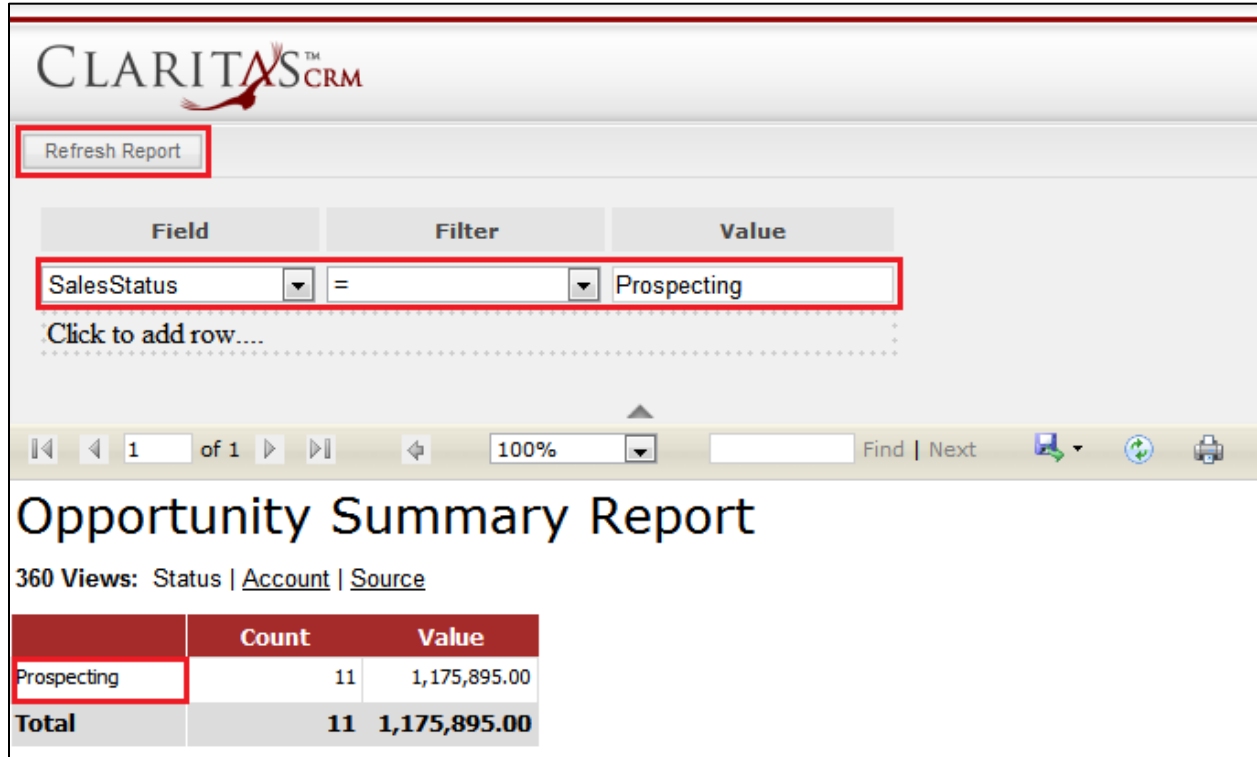 CLARITAS™CRM
Refresh Report
Field Filter Value
SalesStatus = Prospecting
Click to add row....
1 of 1 100% Find | Next
Opportunity Summary Report
360 Views: Status | Account | Source
Count Value
Prospecting 11 1,175,895.00
Total 11 1,175,895.00